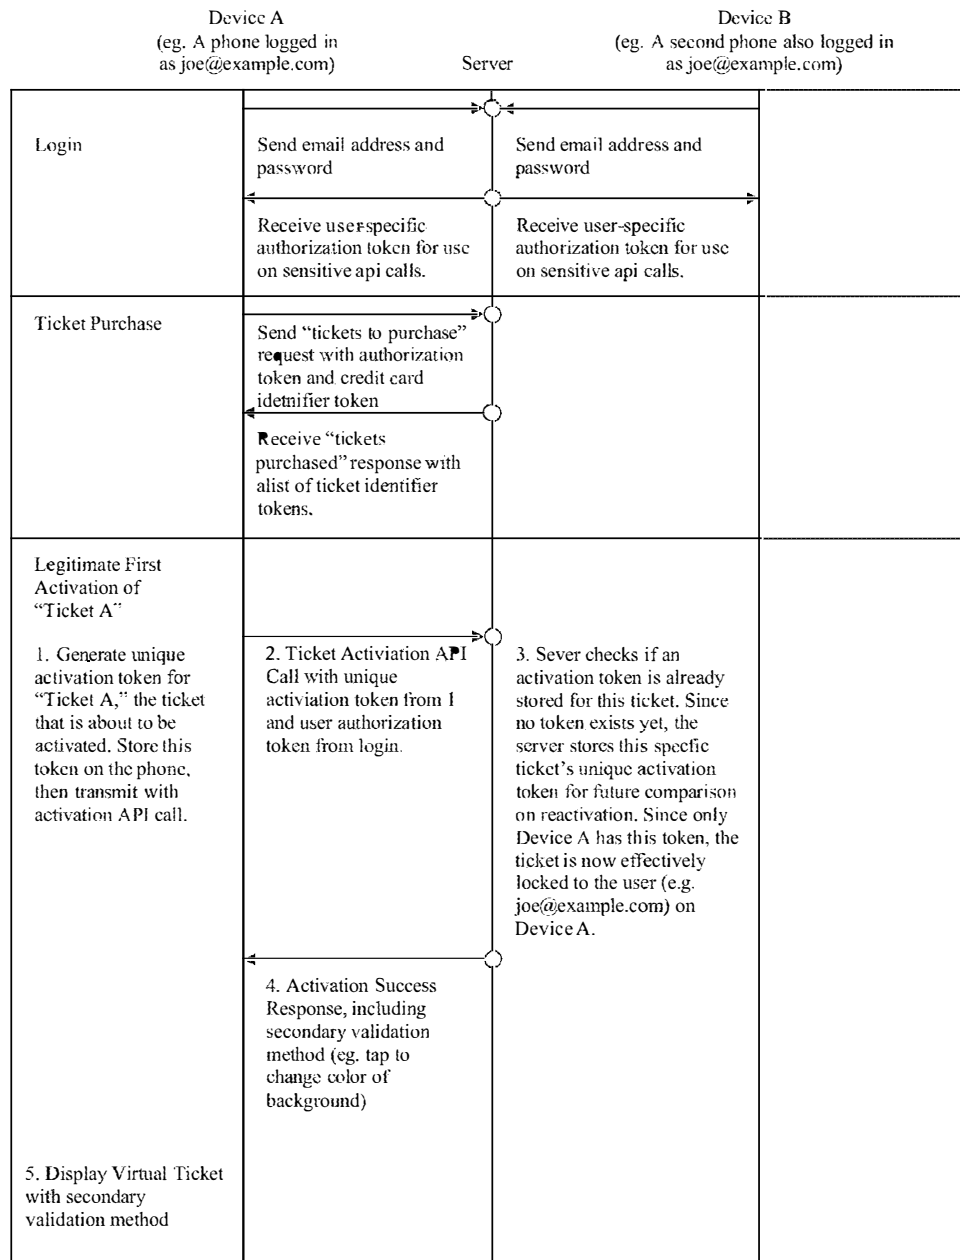 Device A
(eg. A phone logged in
as joe@example.com)
Server
Device B
(eg. A second phone also logged in
as joe@example.com)
Login
Send email address and
password
Send email address and
password
Receive user-specific
authorization token for use
on sensitive api calls.
Receive user-specific
authorization token for use
on sensitive api calls.
Ticket Purchase
Send “tickets to purchase”
request with authorization
token and credit card
idetnifier token
Receive “tickets
purchased” response with
alist of ticket identifier
tokens.
Legitimate First
Activation of
“Ticket A”
1. Generate unique
activation token for
“Ticket A,” the ticket
that is about to be
activated. Store this
token on the phone,
then transmit with
activation API call.
2. Ticket Activiation API
Call with unique
activiation token from 1
and user authorization
token from login.
3. Sever checks if an
activation token is already
stored for this ticket. Since
no token exists yet, the
server stores this specfic
ticket's unique activation
token for future comparison
on reactivation. Since only
Device A has this token, the
ticket is now effectively
locked to the user (e.g.
joe@example.com) on
Device A.
4. Activation Success
Response, including
secondary validation
method (eg. tap to
change color of
background)
5. Display Virtual Ticket
with secondary
validation method